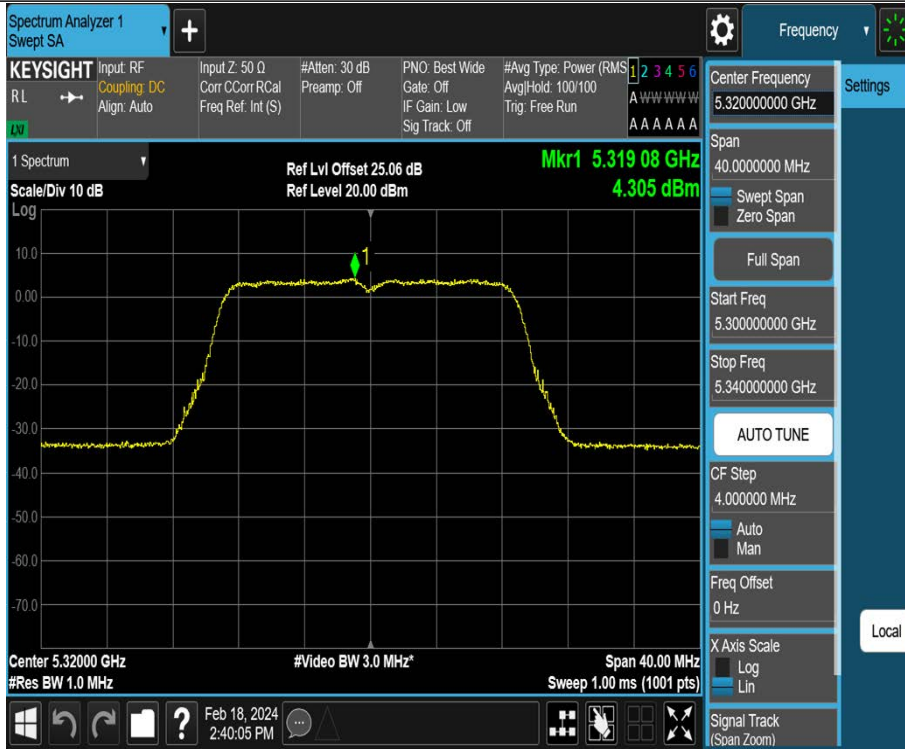 Spectrum Analyzer 1
Swept SA
+
Frequency
KEYSIGHT
RL
LXI
Input: RF
Coupling: DC
Align: Auto
Input Z: 50 Ω
Corr CCorr RCal
Freq Ref: Int (S)
#Atten: 30 dB
Preamp: Off
PNO: Best Wide
Gate: Off
IF Gain: Low
Sig Track: Off
#Avg Type: Power (RMS
Avg|Hold: 100/100
Trig: Free Run
1 2 3 4 5 6
A W W W W W
A A A A A A
Center Frequency
5.320000000 GHz
Settings
Span
40.0000000 MHz
Swept Span
Zero Span
Full Span
Start Freq
5.300000000 GHz
Stop Freq
5.340000000 GHz
AUTO TUNE
CF Step
4.000000 MHz
Auto
Man
Freq Offset
0 Hz
X Axis Scale
Log
Lin
Signal Track
(Span Zoom)
Local
1 Spectrum
Scale/Div 10 dB
Log
Ref Lvl Offset 25.06 dB
Ref Level 20.00 dBm
Mkr1 5.319 08 GHz
4.305 dBm
1
10.0
0.00
-10.0
-20.0
-30.0
-40.0
-50.0
-60.0
-70.0
Center 5.32000 GHz
#Res BW 1.0 MHz
#Video BW 3.0 MHz*
Span 40.00 MHz
Sweep 1.00 ms (1001 pts)
?
Feb 18, 2024
2:40:05 PM